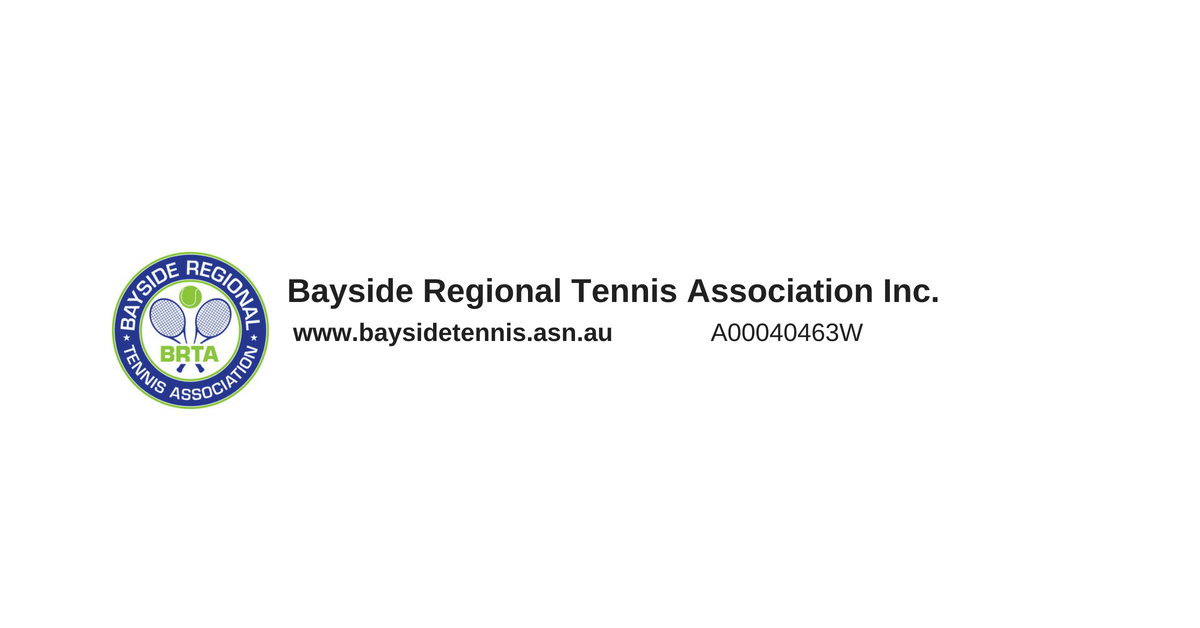 BAYSIDE REGIONAL
BRTA
TENNIS ASSOCIATION
Bayside Regional Tennis Association Inc.
www.baysidetennis.asn.au A00040463W